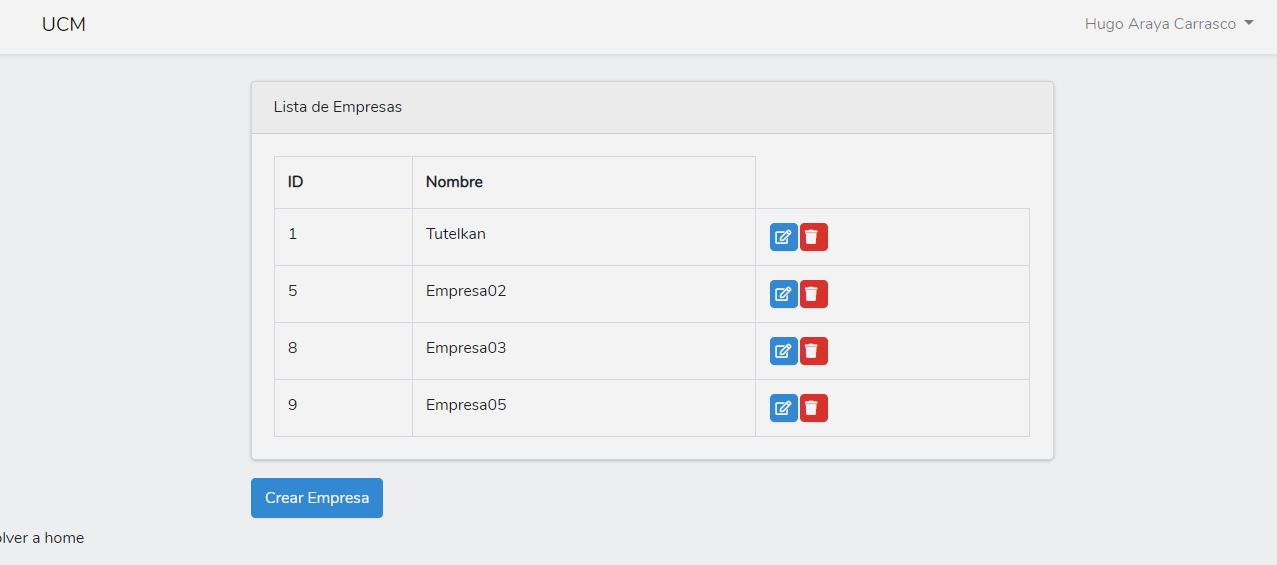 UCM
Hugo Araya Carrasco
Lista de Empresas
ID Nombre
1 Tutelkan
5 Empresa02
8 Empresa03
9 Empresa05
Crear Empresa
olver a home